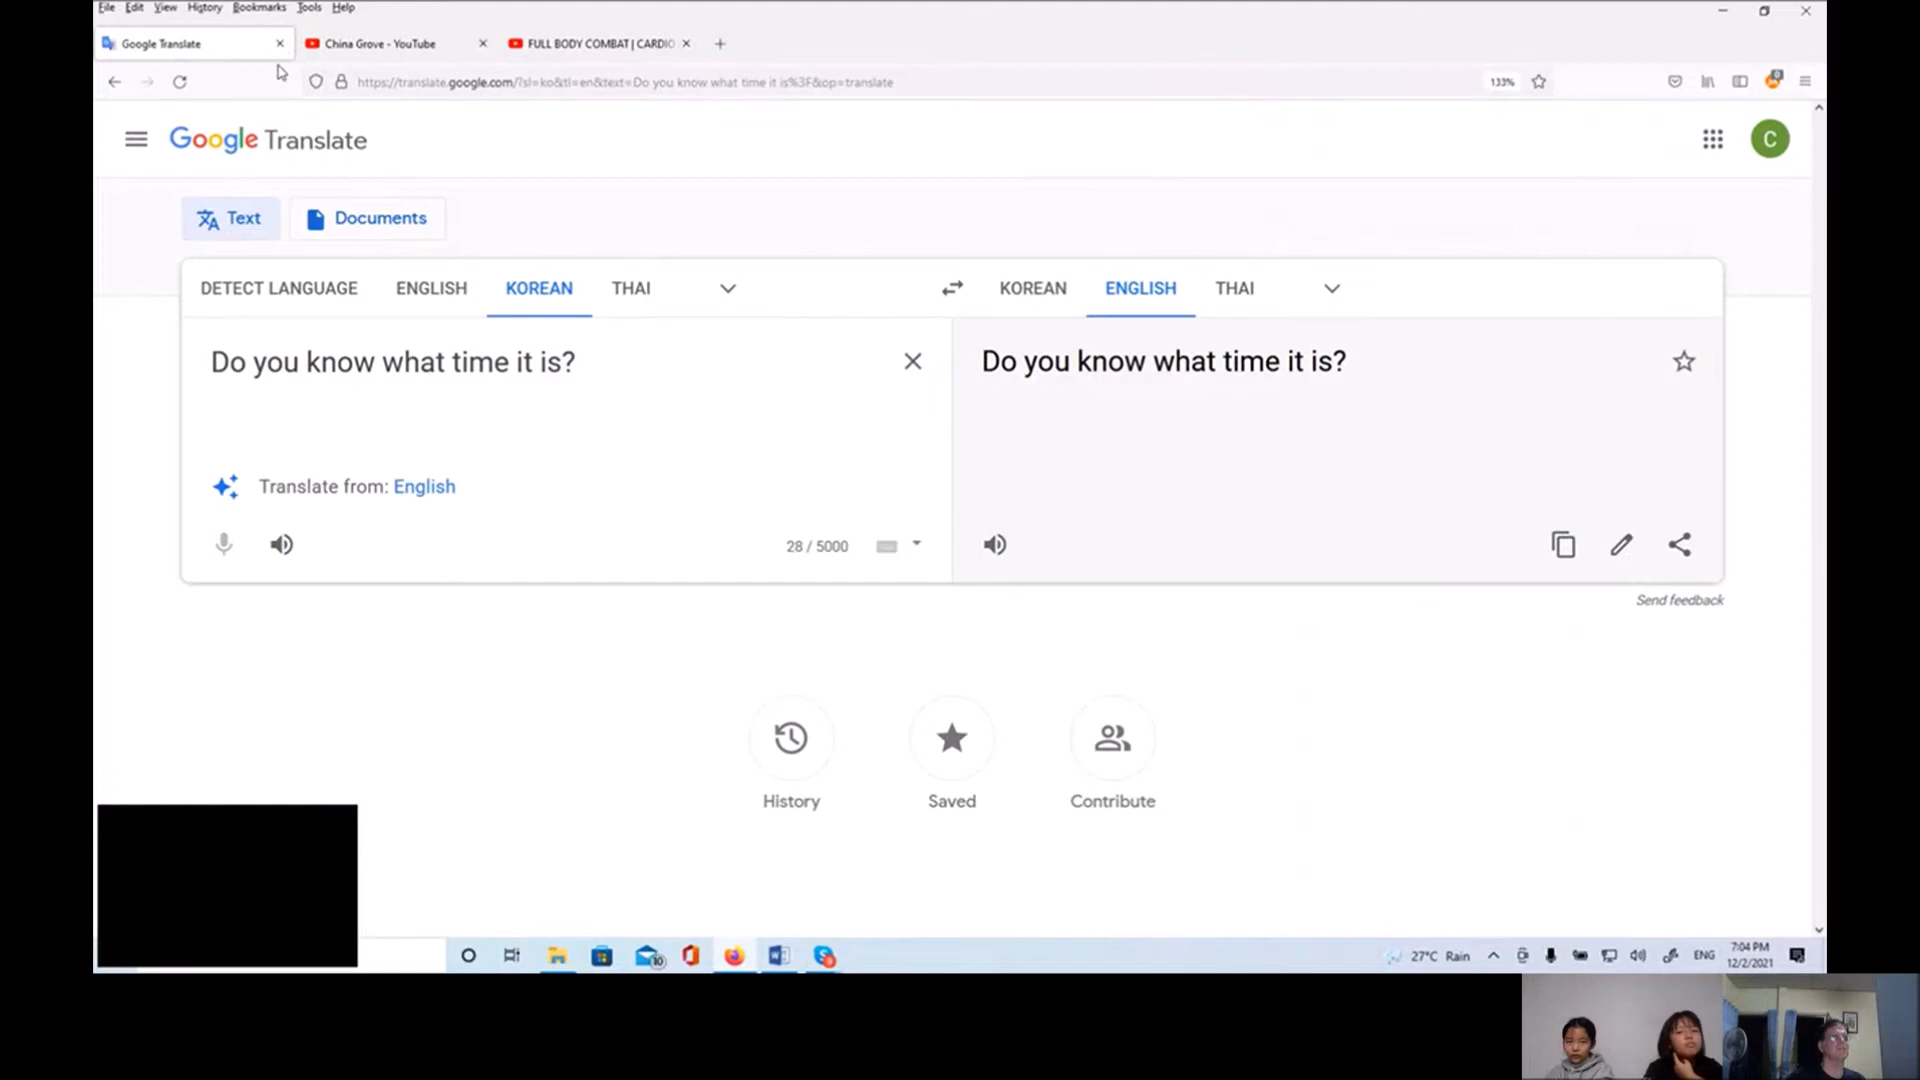 File Edit View History Bookmarks Tools Help
Google Translate China Grove - YouTube FULL BODY COMBAT | CARDIO
https://translate.google.com/?sl=ko&tl=en&text=Do you know what time it is%3F&op=translate 133%
Google Translate C
Text Documents
DETECT LANGUAGE ENGLISH KOREAN THAI KOREAN ENGLISH THAI
Do you know what time it is? Do you know what time it is?
Translate from: English
28 / 5000
Send feedback
History Saved Contribute
10 27°C Rain ENG 7:04 PM
12/2/2021